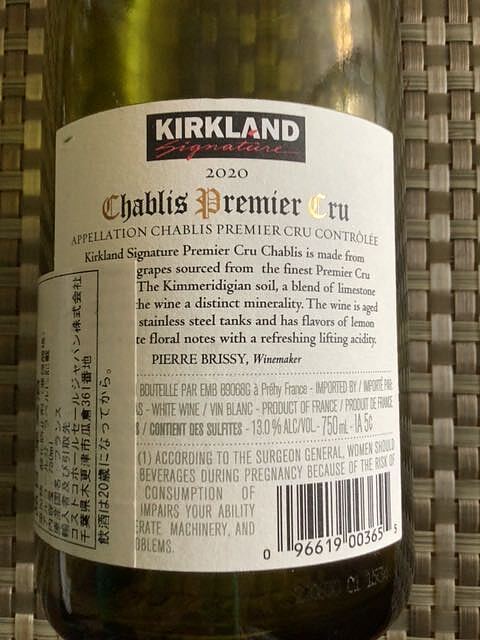 KIRKLAND
Signature
2020
Chablis Premier Cru
APPELLATION CHABLIS PREMIER CRU CONTRÔLÉE
Kirkland Signature Premier Cru Chablis is made from
grapes sourced from the finest Premier Cru
The Kimmeridigian soil, a blend of limestone
the wine a distinct minerality. The wine is aged
stainless steel tanks and has flavors of lemon
floral notes with a refreshing lifting acidity.
PIERRE BRISSY, Winemaker
BOUTEILLE PAR EMB 89068G à Préhy France - IMPORTED BY / IMPORTÉ PAR
- WHITE WINE / VIN BLANC - PRODUCT OF FRANCE / PRODUIT DE FRANCE
/ CONTIENT DES SULFITES - 13.0 % ALC/VOL - 750mL - IA 5c
(1) ACCORDING TO THE SURGEON GENERAL, WOMEN SHOULD
BEVERAGES DURING PREGNANCY BECAUSE OF THE RISK OF
CONSUMPTION OF
IMPAIRS YOUR ABILITY
MACHINERY, AND
0 96619 00365 5
コストコホールセールジャパン株式会社
千葉県木更津市瓜倉361番地
飲酒は20歳になってから。